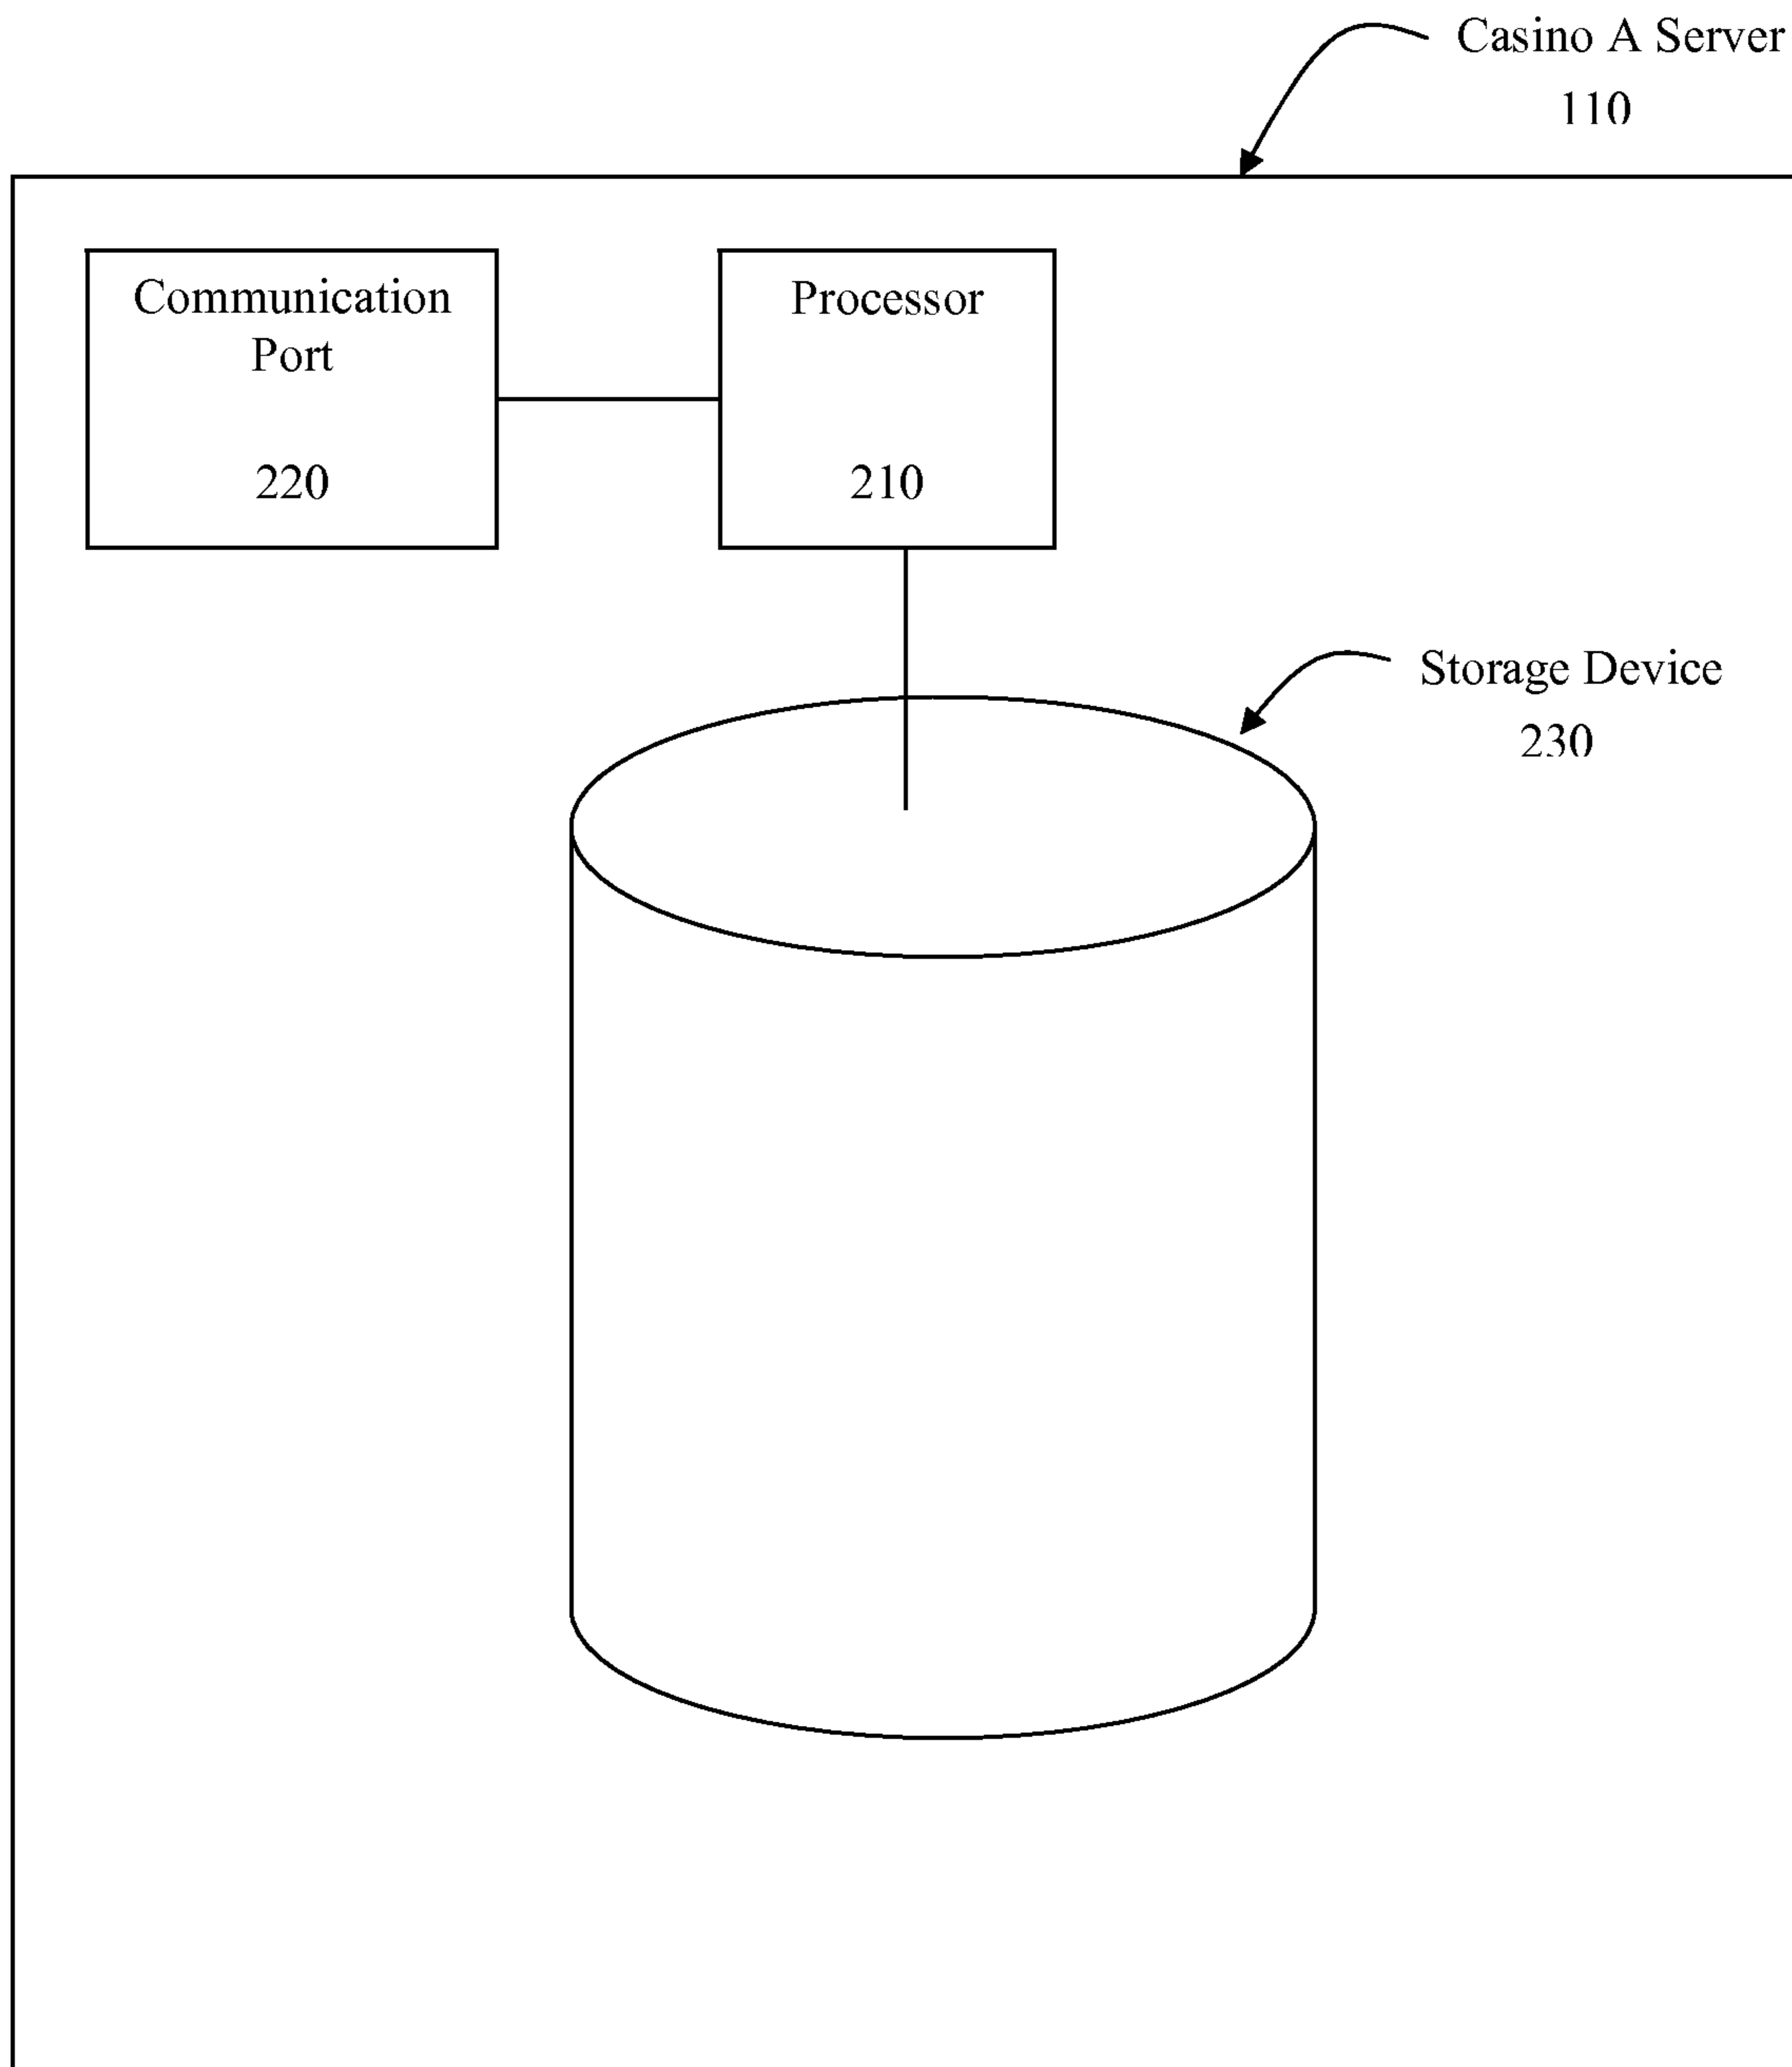 Casino A Server
110
Communication
Port
220
Processor
210
Storage Device
230